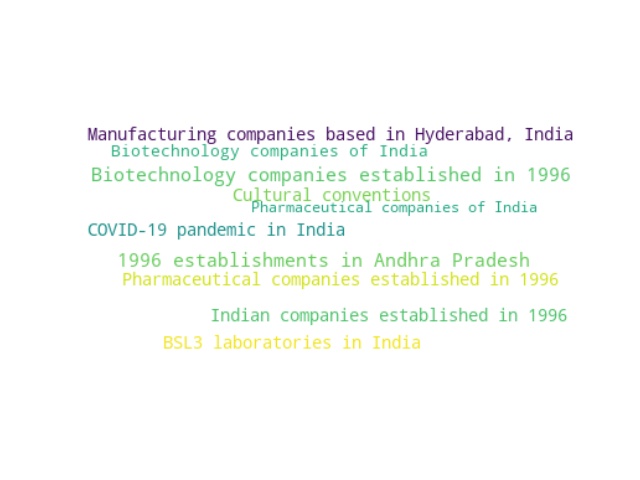 Manufacturing companies based in Hyderabad, India
Biotechnology companies of India
Biotechnology companies established in 1996
Cultural conventions
Pharmaceutical companies of India
COVID-19 pandemic in India
1996 establishments in Andhra Pradesh
Pharmaceutical companies established in 1996
Indian companies established in 1996
BSL3 laboratories in India